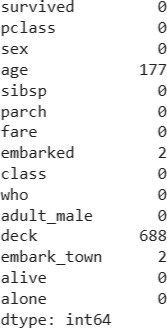 survived 0
pclass 0
sex 0
age 177
sibsp 0
parch 0
fare 0
embarked 2
class 0
who 0
adult_male 0
deck 688
embark_town 2
alive 0
alone 0
dtype: int64